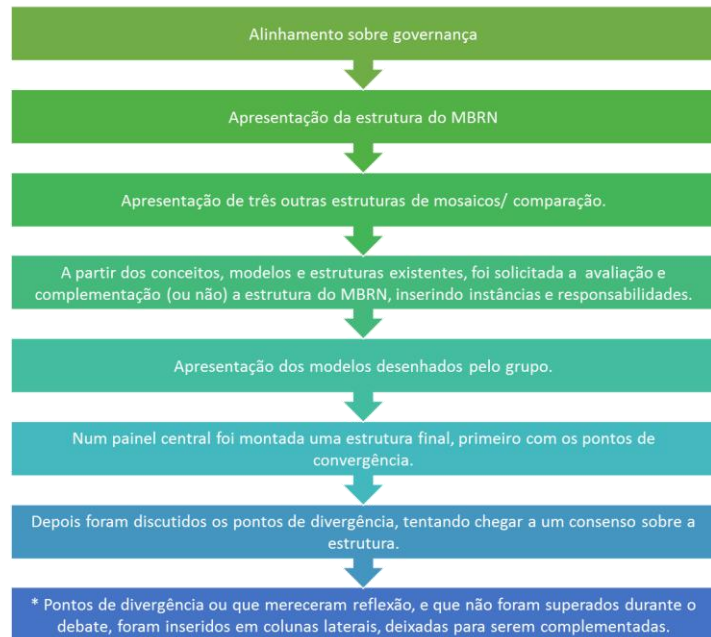 Alinhamento sobre governança
Apresentação da estrutura do MBRN
Apresentação de três outras estruturas de mosaicos/ comparação.
A partir dos conceitos, modelos e estruturas existentes, foi solicitada a avaliação e
complementação (ou não) a estrutura do MBRN, inserindo instâncias e responsabilidades.
Apresentação dos modelos desenhados pelo grupo.
Num painel central foi montada uma estrutura final, primeiro com os pontos de
convergência.
Depois foram discutidos os pontos de divergência, tentando chegar a um consenso sobre a
estrutura.
* Pontos de divergência ou que mereceram reflexão, e que não foram superados durante o
debate, foram inseridos em colunas laterais, deixadas para serem complementadas.